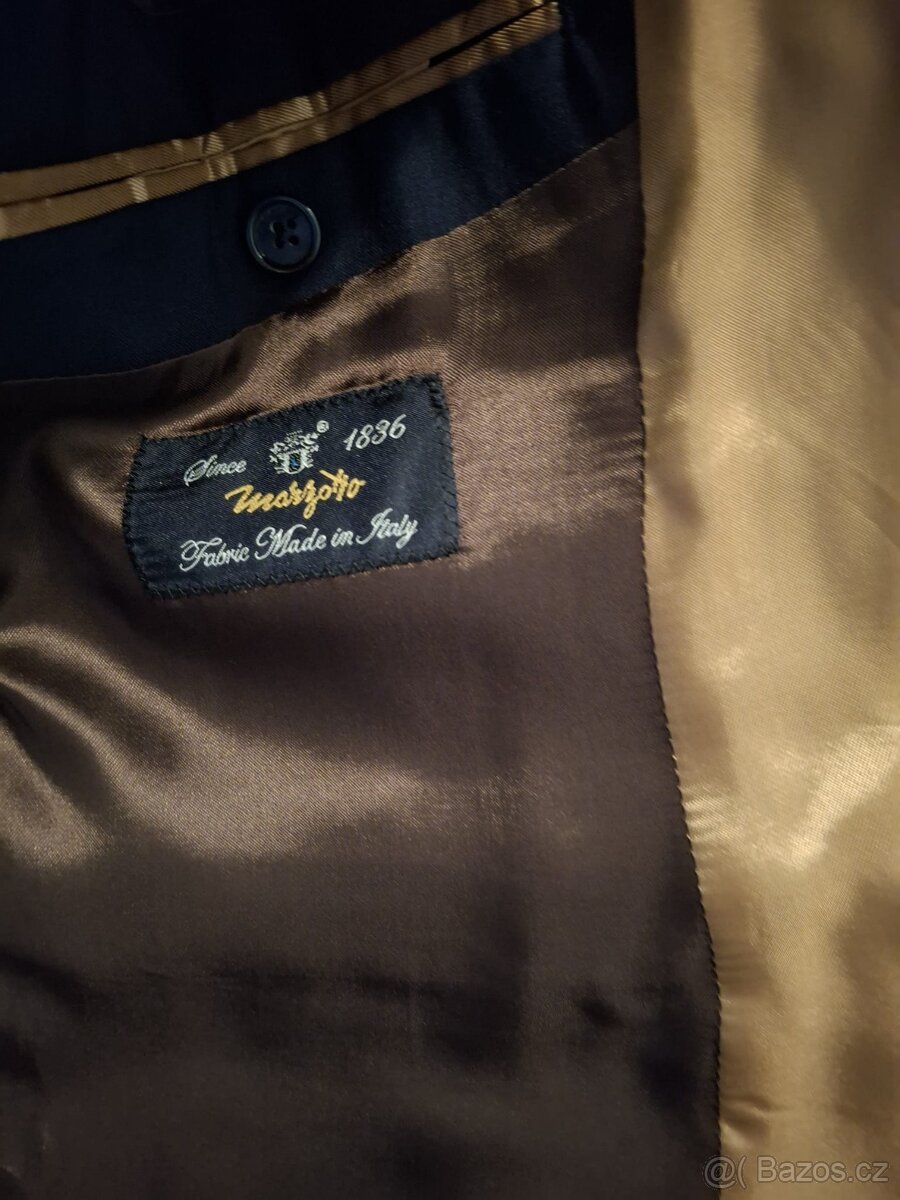 Since ® 1836
marzotto
Fabric Made in Italy
@( Bazos.cz